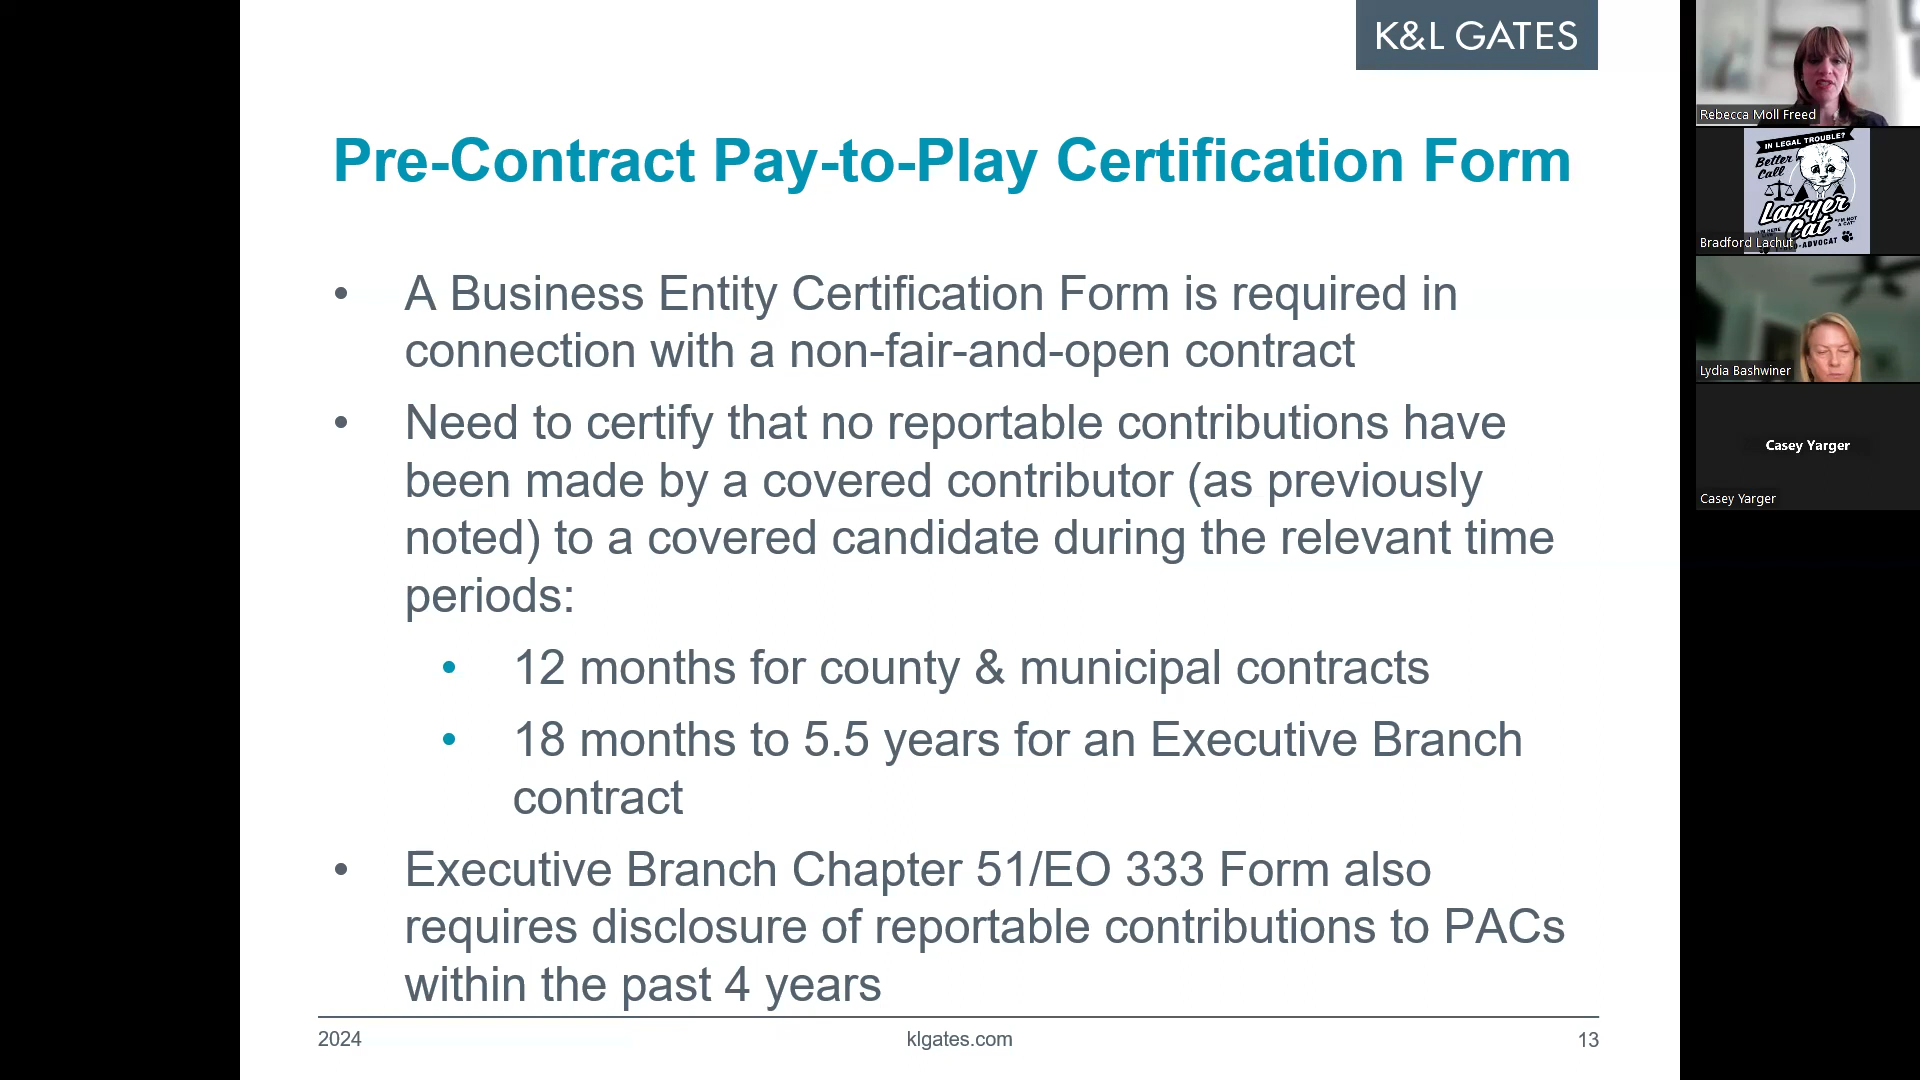 K&L GATES
Pre-Contract Pay-to-Play Certification Form
• A Business Entity Certification Form is required in
connection with a non-fair-and-open contract
• Need to certify that no reportable contributions have
been made by a covered contributor (as previously
noted) to a covered candidate during the relevant time
periods:
• 12 months for county & municipal contracts
• 18 months to 5.5 years for an Executive Branch
contract
• Executive Branch Chapter 51/EO 333 Form also
requires disclosure of reportable contributions to PACs
within the past 4 years
2024
klgates.com
13
Rebecca Moll Freed
IN LEGAL TROUBLE?
Better
Call
Lawyer
Cat
Bradford Lachut
Lydia Bashwiner
Casey Yarger
Casey Yarger